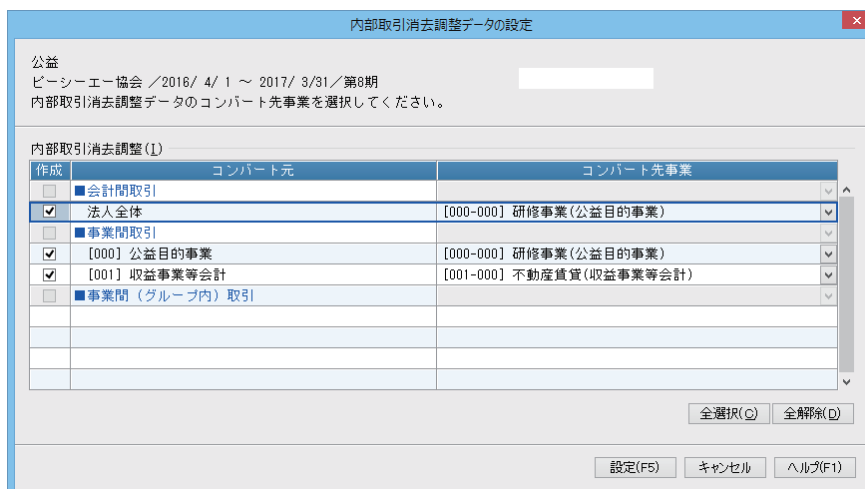 内部取引消去調整データの設定
公益
ピーシーエー協会 ／2016/ 4/ 1 ～ 2017/ 3/31／第8期
内部取引消去調整データのコンバート先事業を選択してください。
内部取引消去調整(I)
作成 コンバート元 コンバート先事業
■会計間取引
法人全体 [000-000] 研修事業(公益目的事業)
■事業間取引
[000] 公益目的事業 [000-000] 研修事業(公益目的事業)
[001] 収益事業等会計 [001-000] 不動産賃貸(収益事業等会計)
■事業間（グループ内）取引
全選択(C) 全解除(D)
設定(F5) キャンセル ヘルプ(F1)